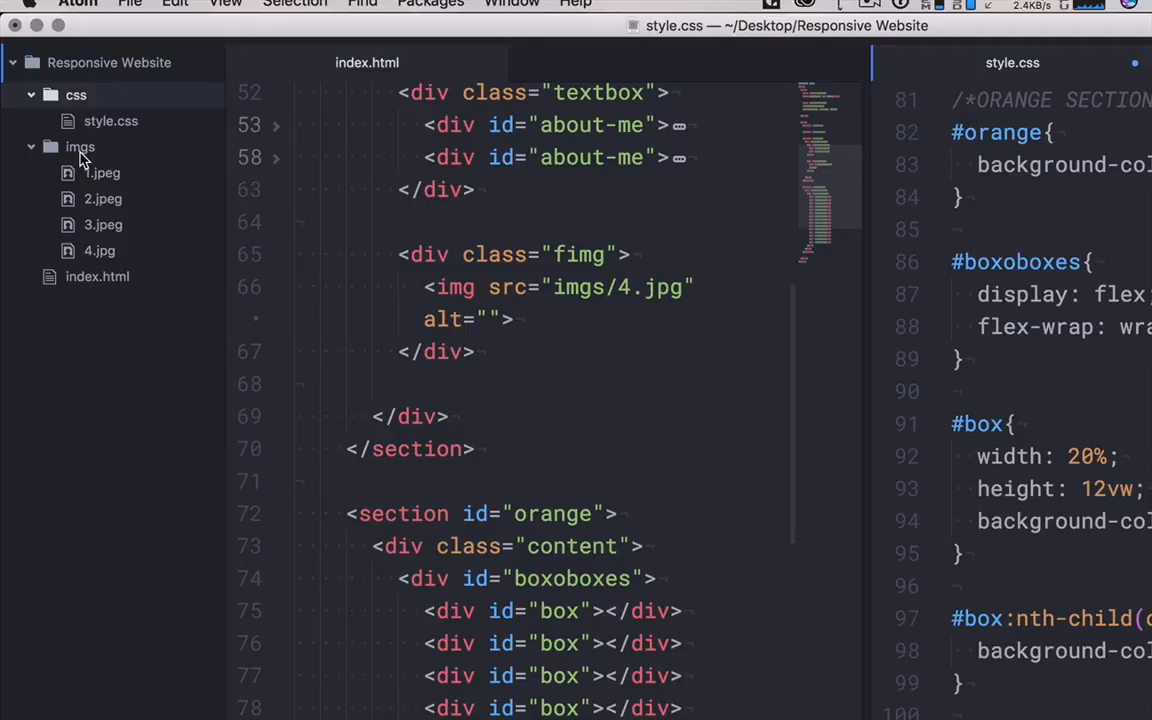 Atom File Edit View Selection Find Packages Window Help 2.4KB/s
style.css — ~/Desktop/Responsive Website
Responsive Website
css
style.css
imgs
1.jpeg
2.jpeg
3.jpeg
4.jpg
index.html
index.html
52 <div class="textbox">
53 <div id="about-me">
58 <div id="about-me">
63 </div>
64
65 <div class="fimg">
66 <img src="imgs/4.jpg"
alt="">
67 </div>
68
69 </div>
70 </section>
71
72 <section id="orange">
73 <div class="content">
74 <div id="boxoboxes">
75 <div id="box"></div>
76 <div id="box"></div>
77 <div id="box"></div>
78 <div id="box"></div>
style.css
81 /*ORANGE SECTION
82 #orange{
83 background-col
84 }
85
86 #boxoboxes{
87 display: flex;
88 flex-wrap: wra
89 }
90
91 #box{
92 width: 20%;
93 height: 12vw;
94 background-col
95 }
96
97 #box:nth-child(
98 background-col
99 }
100